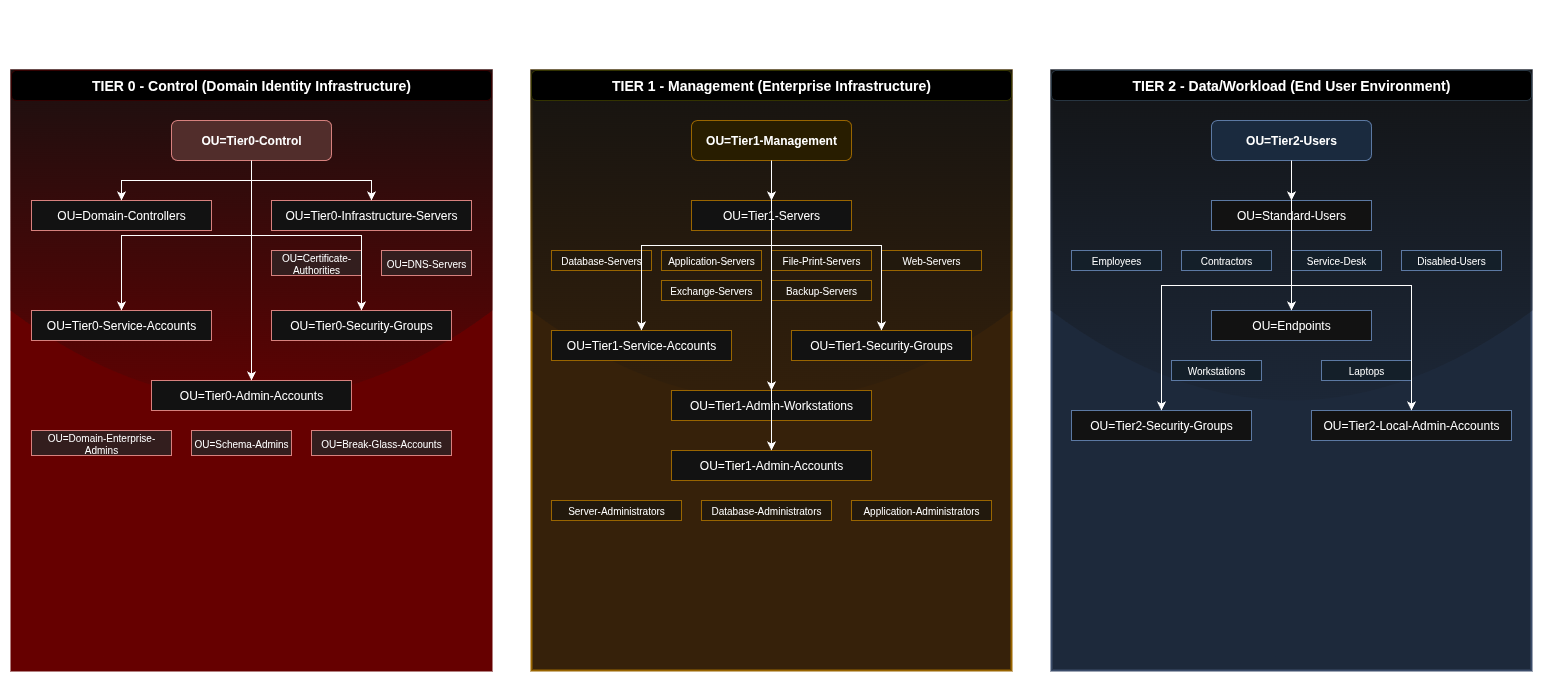 TIER 0 - Control (Domain Identity Infrastructure)
OU=Tier0-Control
OU=Domain-Controllers
OU=Tier0-Infrastructure-Servers
OU=Certificate-
Authorities
OU=DNS-Servers
OU=Tier0-Service-Accounts
OU=Tier0-Security-Groups
OU=Tier0-Admin-Accounts
OU=Domain-Enterprise-
Admins
OU=Schema-Admins
OU=Break-Glass-Accounts
TIER 1 - Management (Enterprise Infrastructure)
OU=Tier1-Management
OU=Tier1-Servers
Database-Servers
Application-Servers
File-Print-Servers
Web-Servers
Exchange-Servers
Backup-Servers
OU=Tier1-Service-Accounts
OU=Tier1-Security-Groups
OU=Tier1-Admin-Workstations
OU=Tier1-Admin-Accounts
Server-Administrators
Database-Administrators
Application-Administrators
TIER 2 - Data/Workload (End User Environment)
OU=Tier2-Users
OU=Standard-Users
Employees
Contractors
Service-Desk
Disabled-Users
OU=Endpoints
Workstations
Laptops
OU=Tier2-Security-Groups
OU=Tier2-Local-Admin-Accounts